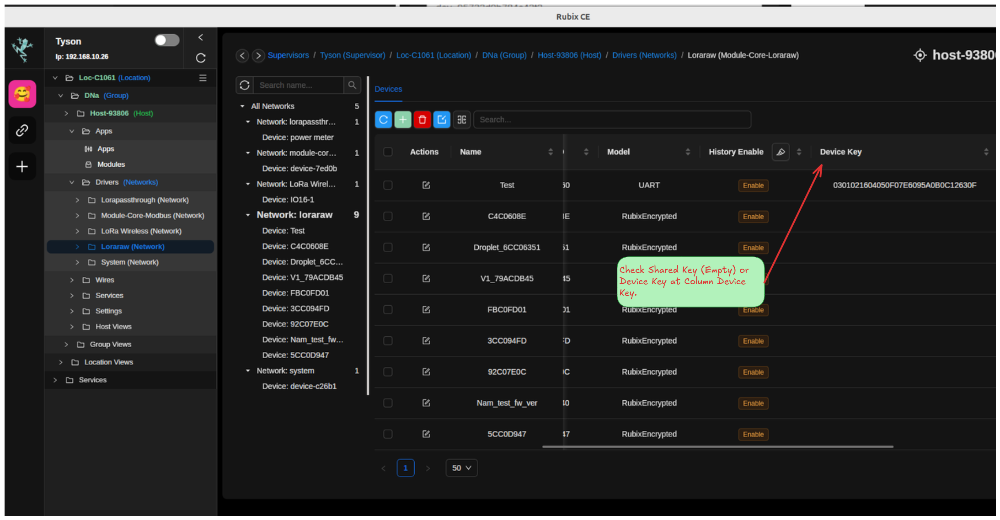 Rubix CE
Tyson
Ip: 192.168.10.26
Loc-C1061 (Location)
DNa (Group)
Host-93806 (Host)
Apps
Apps
Modules
Drivers (Networks)
Lorapassthrough (Network)
Module-Core-Modbus (Network)
LoRa Wireless (Network)
Loraraw (Network)
System (Network)
Wires
Services
Settings
Host Views
Group Views
Location Views
Services
Supervisors / Tyson (Supervisor) / Loc-C1061 (Location) / DNa (Group) / Host-93806 (Host) / Drivers (Networks) / Loraraw (Module-Core-Loraraw)
host-9380
Search name...
All Networks 5
Network: lorapassthr... 1
Device: power meter
Network: module-cor... 1
Device: device-7ed0b
Network: LoRa Wirel... 1
Device: IO16-1
Network: loraraw 9
Device: Test
Device: C4C0608E
Device: Droplet_6CC...
Device: V1_79ACDB45
Device: FBC0FD01
Device: 3CC094FD
Device: 92C07E0C
Device: Nam_test_fw...
Device: 5CC0D947
Network: system 1
Device: device-c26b1
Devices
Search...
Actions Name Model History Enable Device Key
Test 60 UART Enable 0301021604050F07E6095A0B0C12630F
C4C0608E E RubixEncrypted Enable
Droplet_6CC06351 51 RubixEncrypted Enable
V1_79ACDB45 45
FBC0FD01 01 RubixEncrypted Enable
3CC094FD FD RubixEncrypted Enable
92C07E0C C RubixEncrypted Enable
Nam_test_fw_ver 40 RubixEncrypted Enable
5CC0D947 47 RubixEncrypted Enable
Check Shared Key (Empty) or
Device Key at Column Device
Key.
1
50